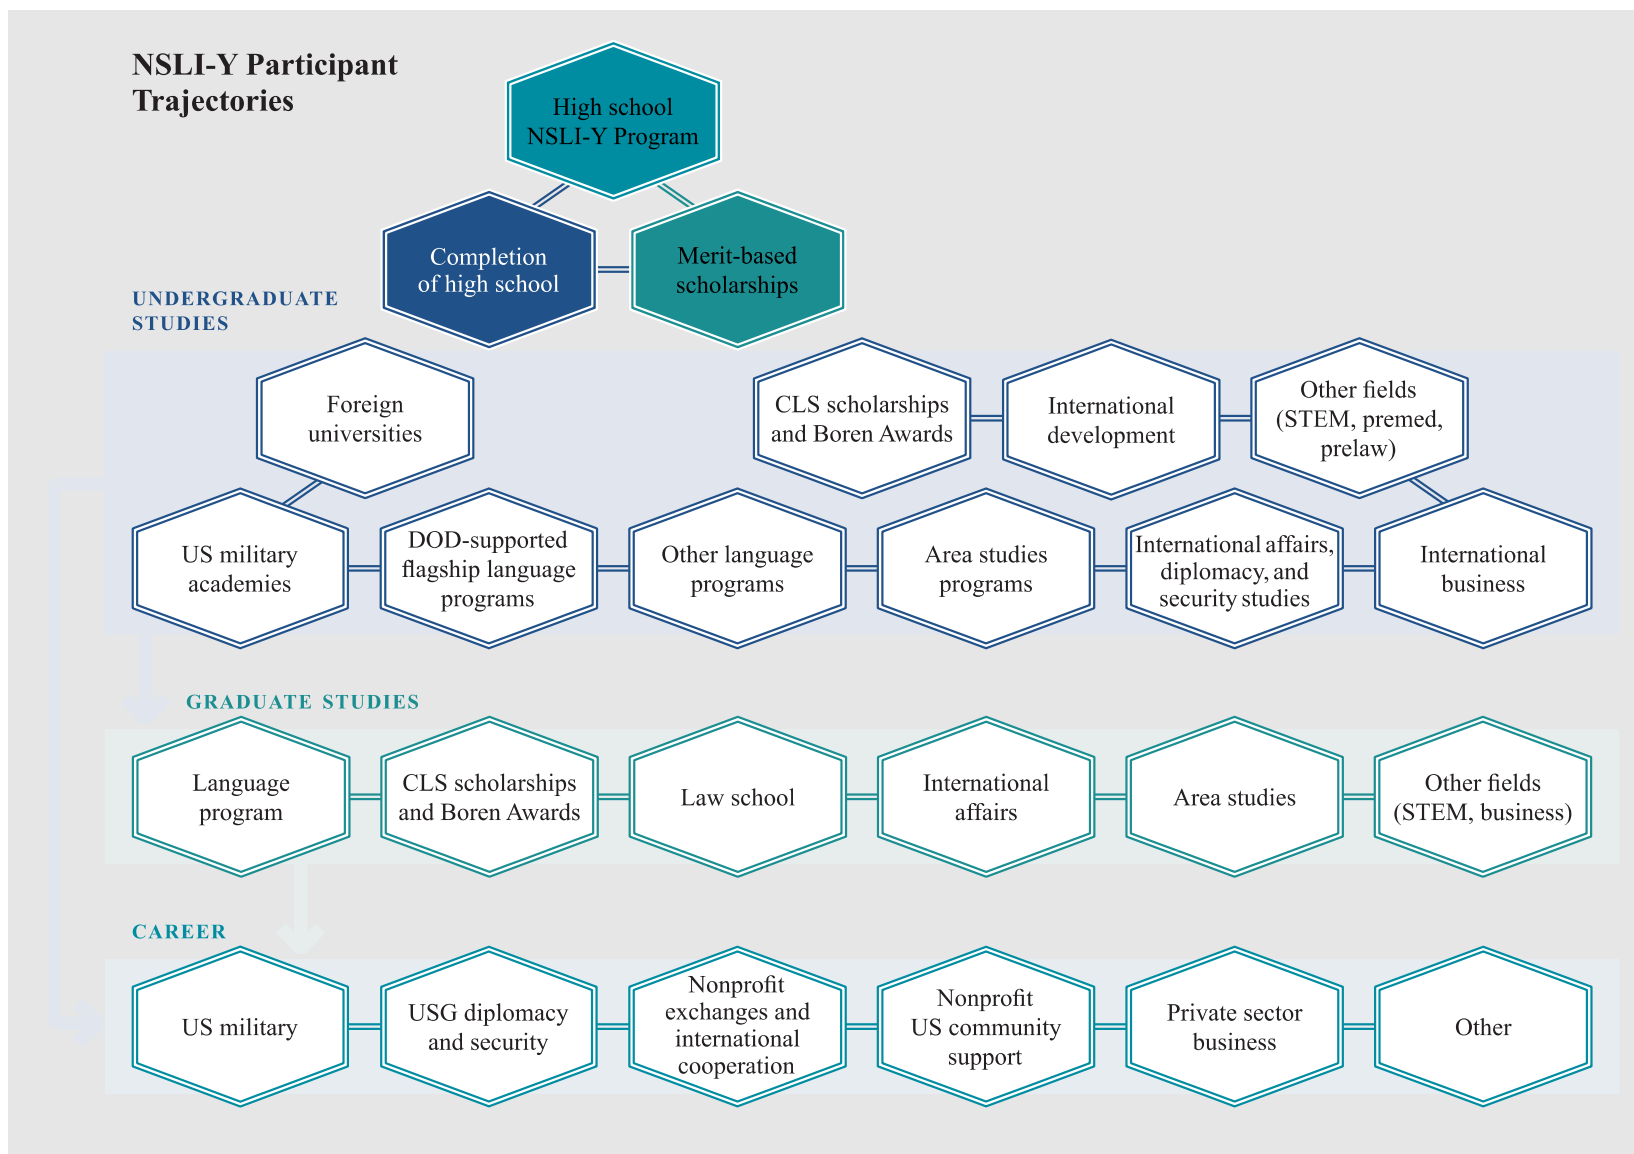 NSLI-Y Participant
Trajectories
High school
NSLI-Y Program
Completion
of high school
Merit-based
scholarships
UNDERGRADUATE
STUDIES
Foreign
universities
CLS scholarships
and Boren Awards
International
development
Other fields
(STEM, premed,
prelaw)
US military
academies
DOD-supported
flagship language
programs
Other language
programs
Area studies
programs
International affairs,
diplomacy, and
security studies
International
business
GRADUATE STUDIES
Language
program
CLS scholarships
and Boren Awards
Law school
International
affairs
Area studies
Other fields
(STEM, business)
CAREER
US military
USG diplomacy
and security
Nonprofit
exchanges and
international
cooperation
Nonprofit
US community
support
Private sector
business
Other